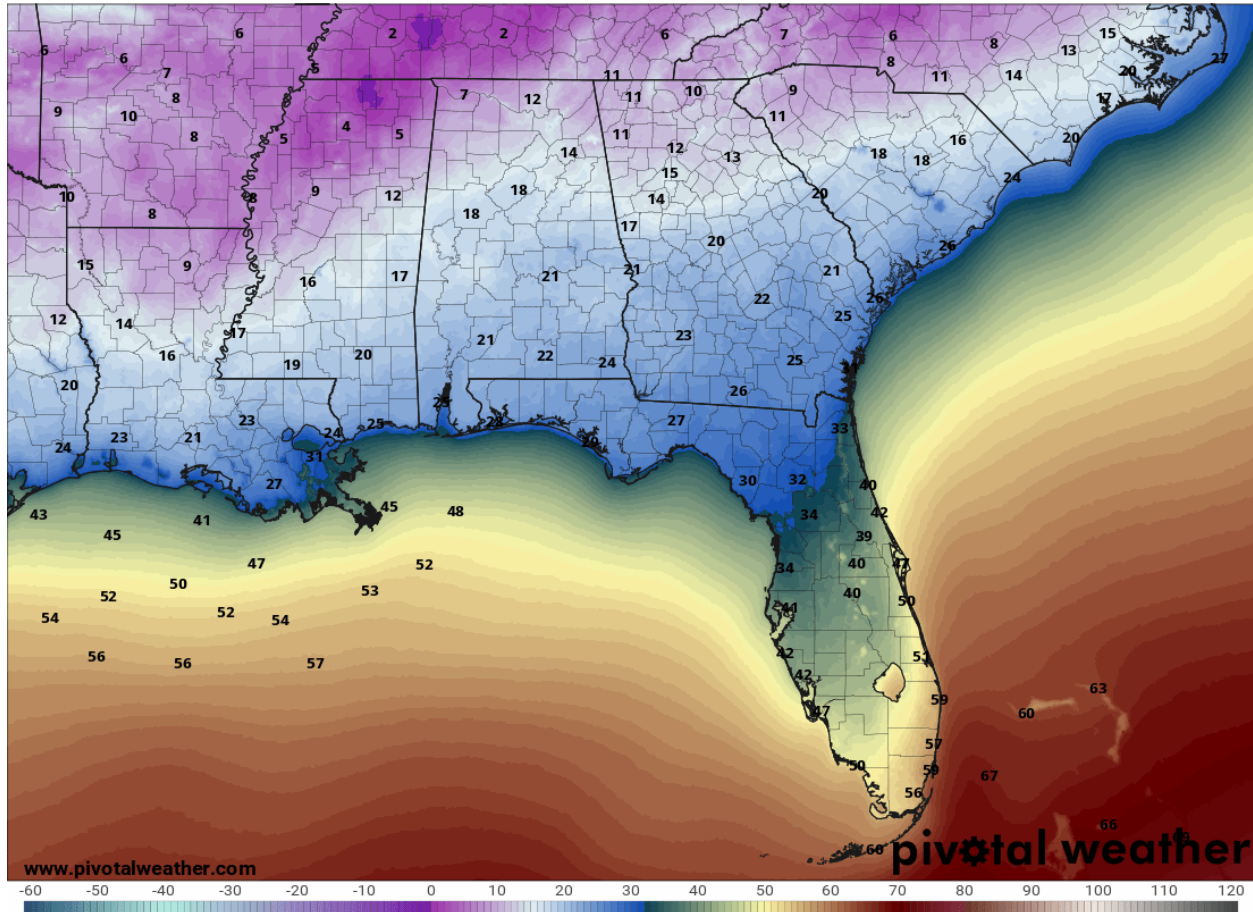 6 2 2 6 7 6 8 15
6 7 5 11 8 11 14 13 20 27
9 10 8 7 12 11 10 9 17
8 5 4 5 11 12 11 16 20
14 15 13 18 18
10 8 8 9 12 18 14 20 24
18 17 20 26
15 9 16 17 21 21 21 26
12 14 17 22 25
16 19 20 21 22 24 23 25
20 26
23 25 28 27 33
24 23 21 24 29
27 31 30 32 40
43 45 41 45 48 34 42
47 52 39
50 53 34 40 47
52 52 54 41 40 50
54
56 56 57 42 51
42 59 63
47 60
57
50 59 67
56
66
pivotal weather
www.pivotalweather.com
-60 -50 -40 -30 -20 -10 0 10 20 30 40 50 60 70 80 90 100 110 120